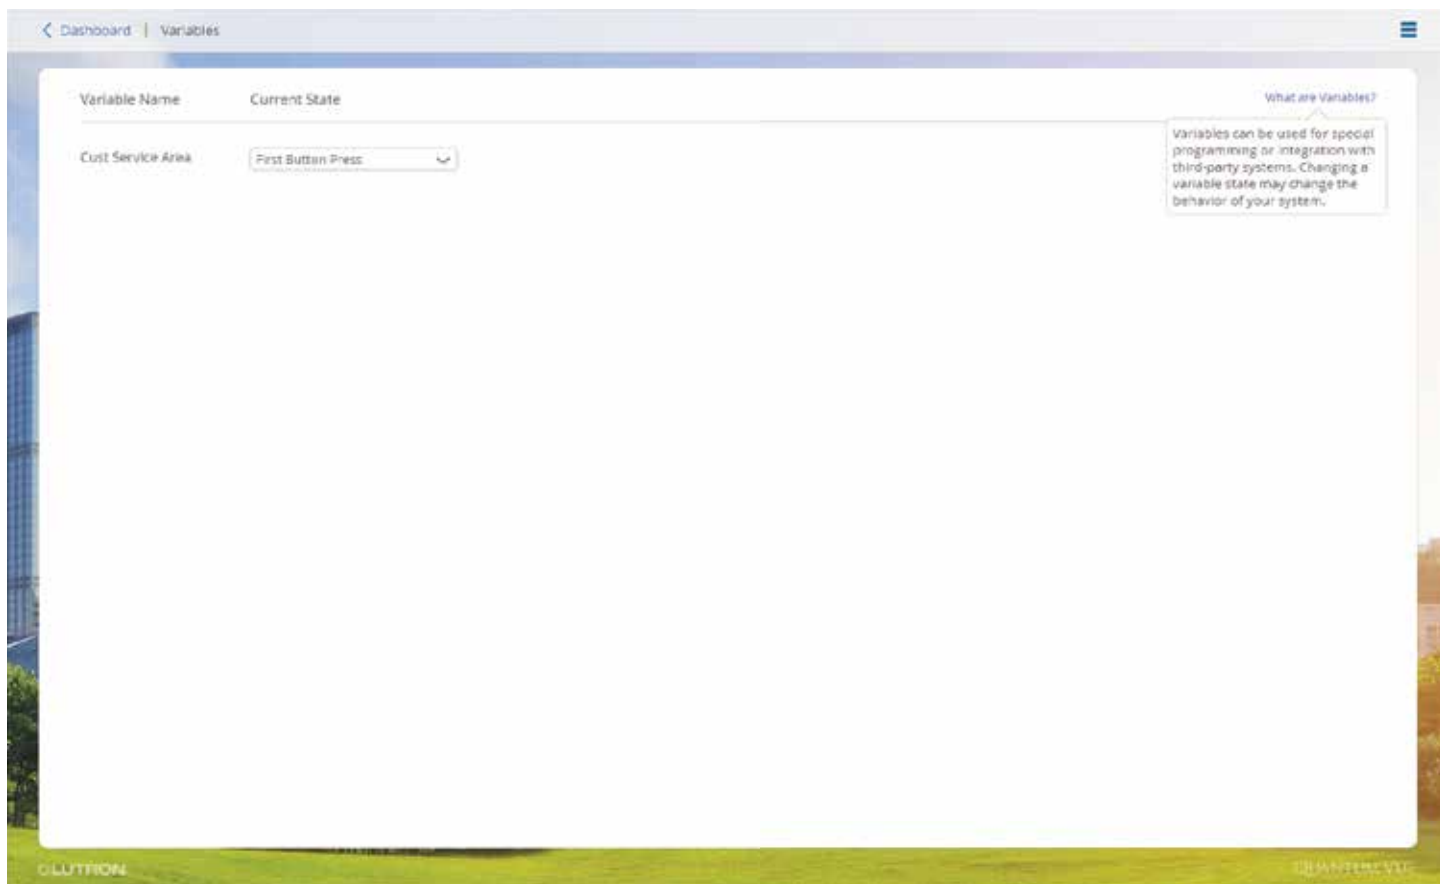 Dashboard | Variables
Variable Name Current State What are Variables?
Variables can be used for special
programming or integration with
third-party systems. Changing a
variable state may change the
behavior of your system.
Cust Service Area First Button Press
LUTRON
QUANTUM VUE